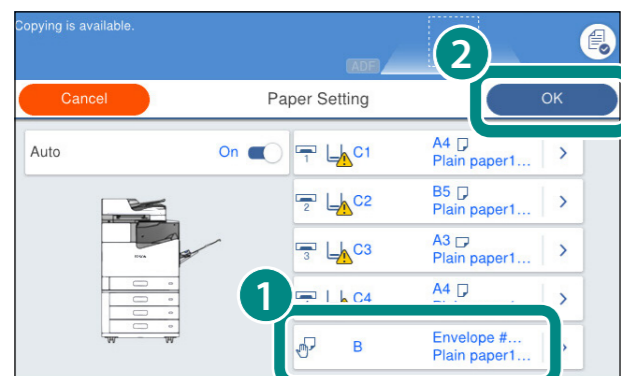 Copying is available.
ADF
2
Cancel
Paper Setting
OK
Auto
On
1
C1
A4
Plain paper1...
2
C2
B5
Plain paper1...
3
C3
A3
Plain paper1...
1
C4
A4
B
Envelope #...
Plain paper1...
EPSON